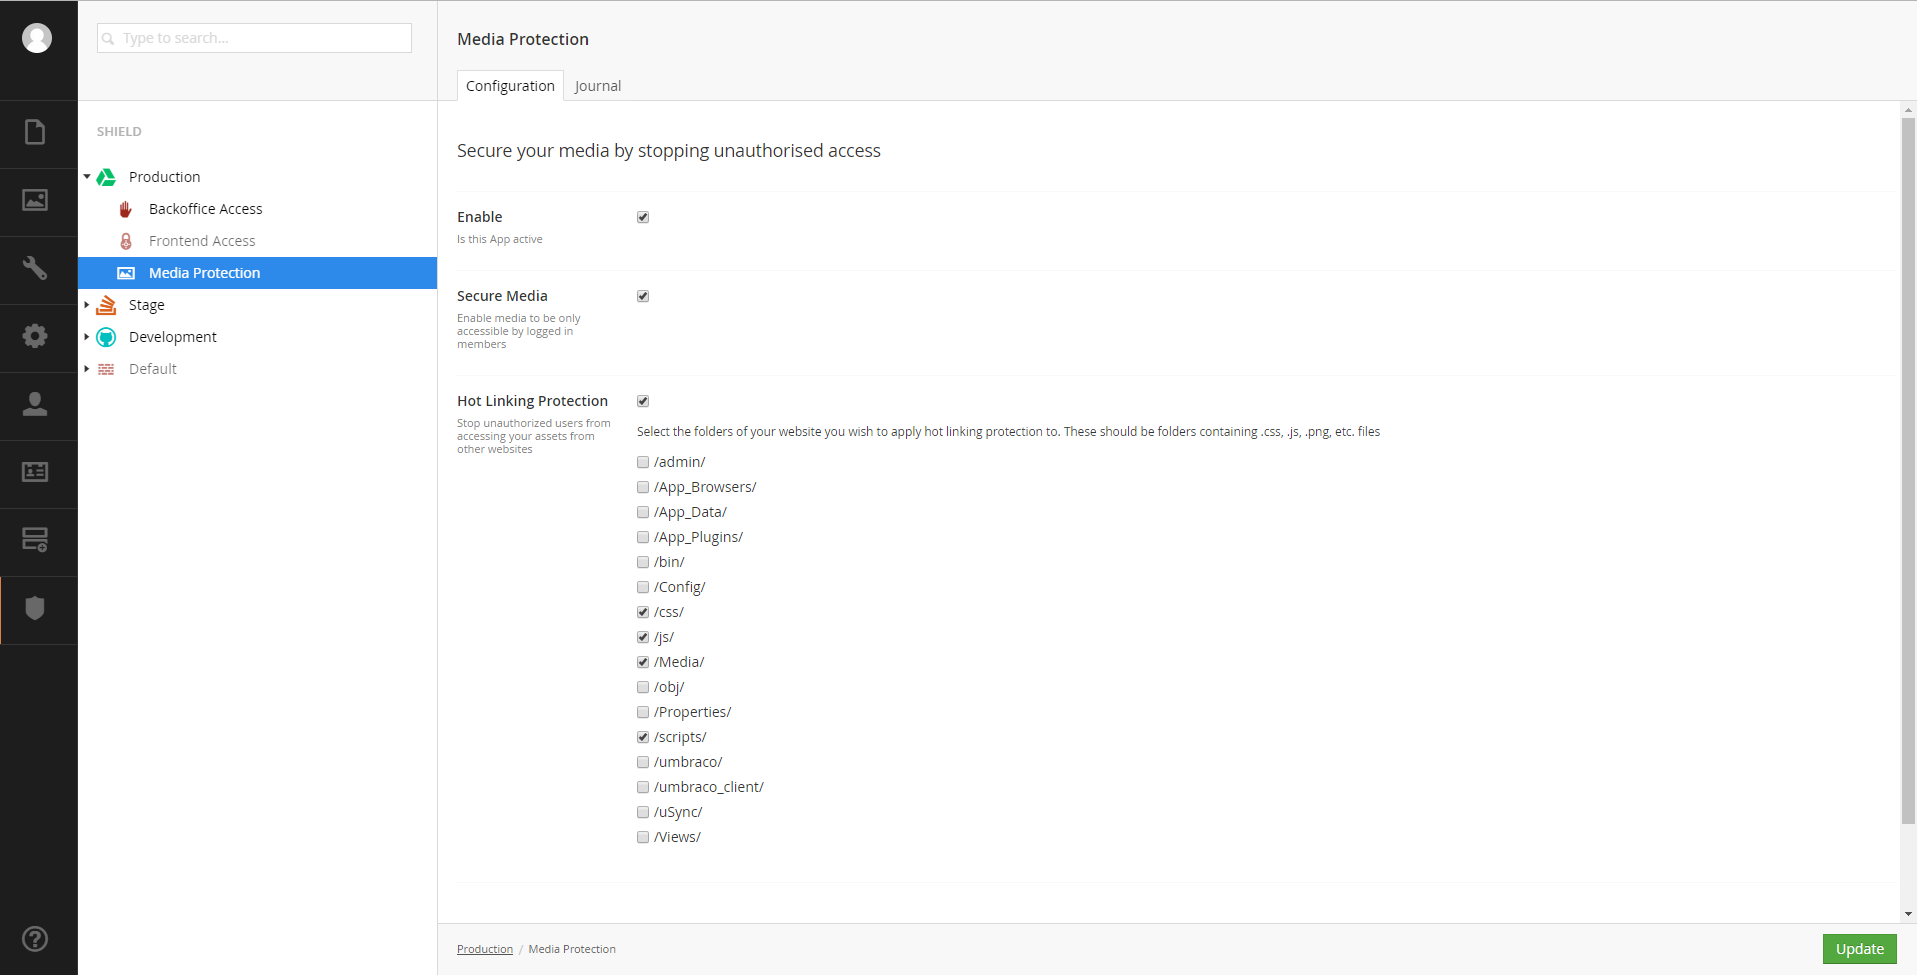 Type to search...
SHIELD
Production
Backoffice Access
Frontend Access
Media Protection
Stage
Development
Default
Media Protection
Configuration
Journal
Secure your media by stopping unauthorised access
Enable
Is this App active
Secure Media
Enable media to be only
accessible by logged in
members
Hot Linking Protection
Stop unauthorized users from
accessing your assets from
other websites
Select the folders of your website you wish to apply hot linking protection to. These should be folders containing .css, .js, .png, etc. files
/admin/
/App_Browsers/
/App_Data/
/App_Plugins/
/bin/
/Config/
/css/
/js/
/Media/
/obj/
/Properties/
/scripts/
/umbraco/
/umbraco_client/
/uSync/
/Views/
Production / Media Protection
Update